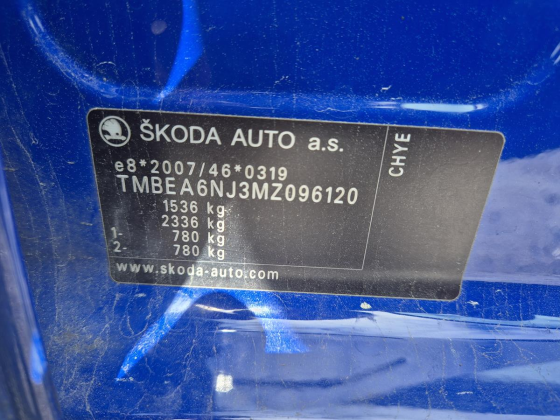 ŠKODA AUTO a.s.
e8*2007/46*0319
TMBEA6NJ3MZ096120
1536 kg
2336 kg
1- 780 kg
2- 780 kg
www.skoda-auto.com
CHYE